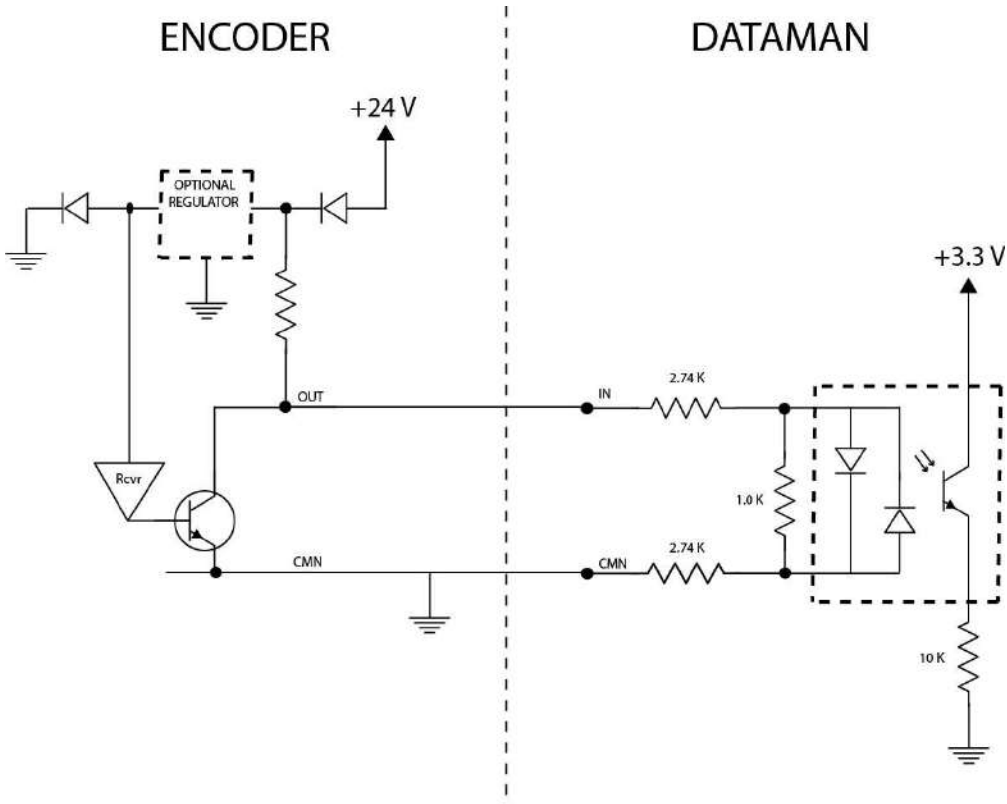 ENCODER
DATAMAN
+24 V
OPTIONAL
REGULATOR
+3.3 V
2.74 K
OUT
IN
Rcvr
1.0 K
2.74 K
CMN
CMN
10 K